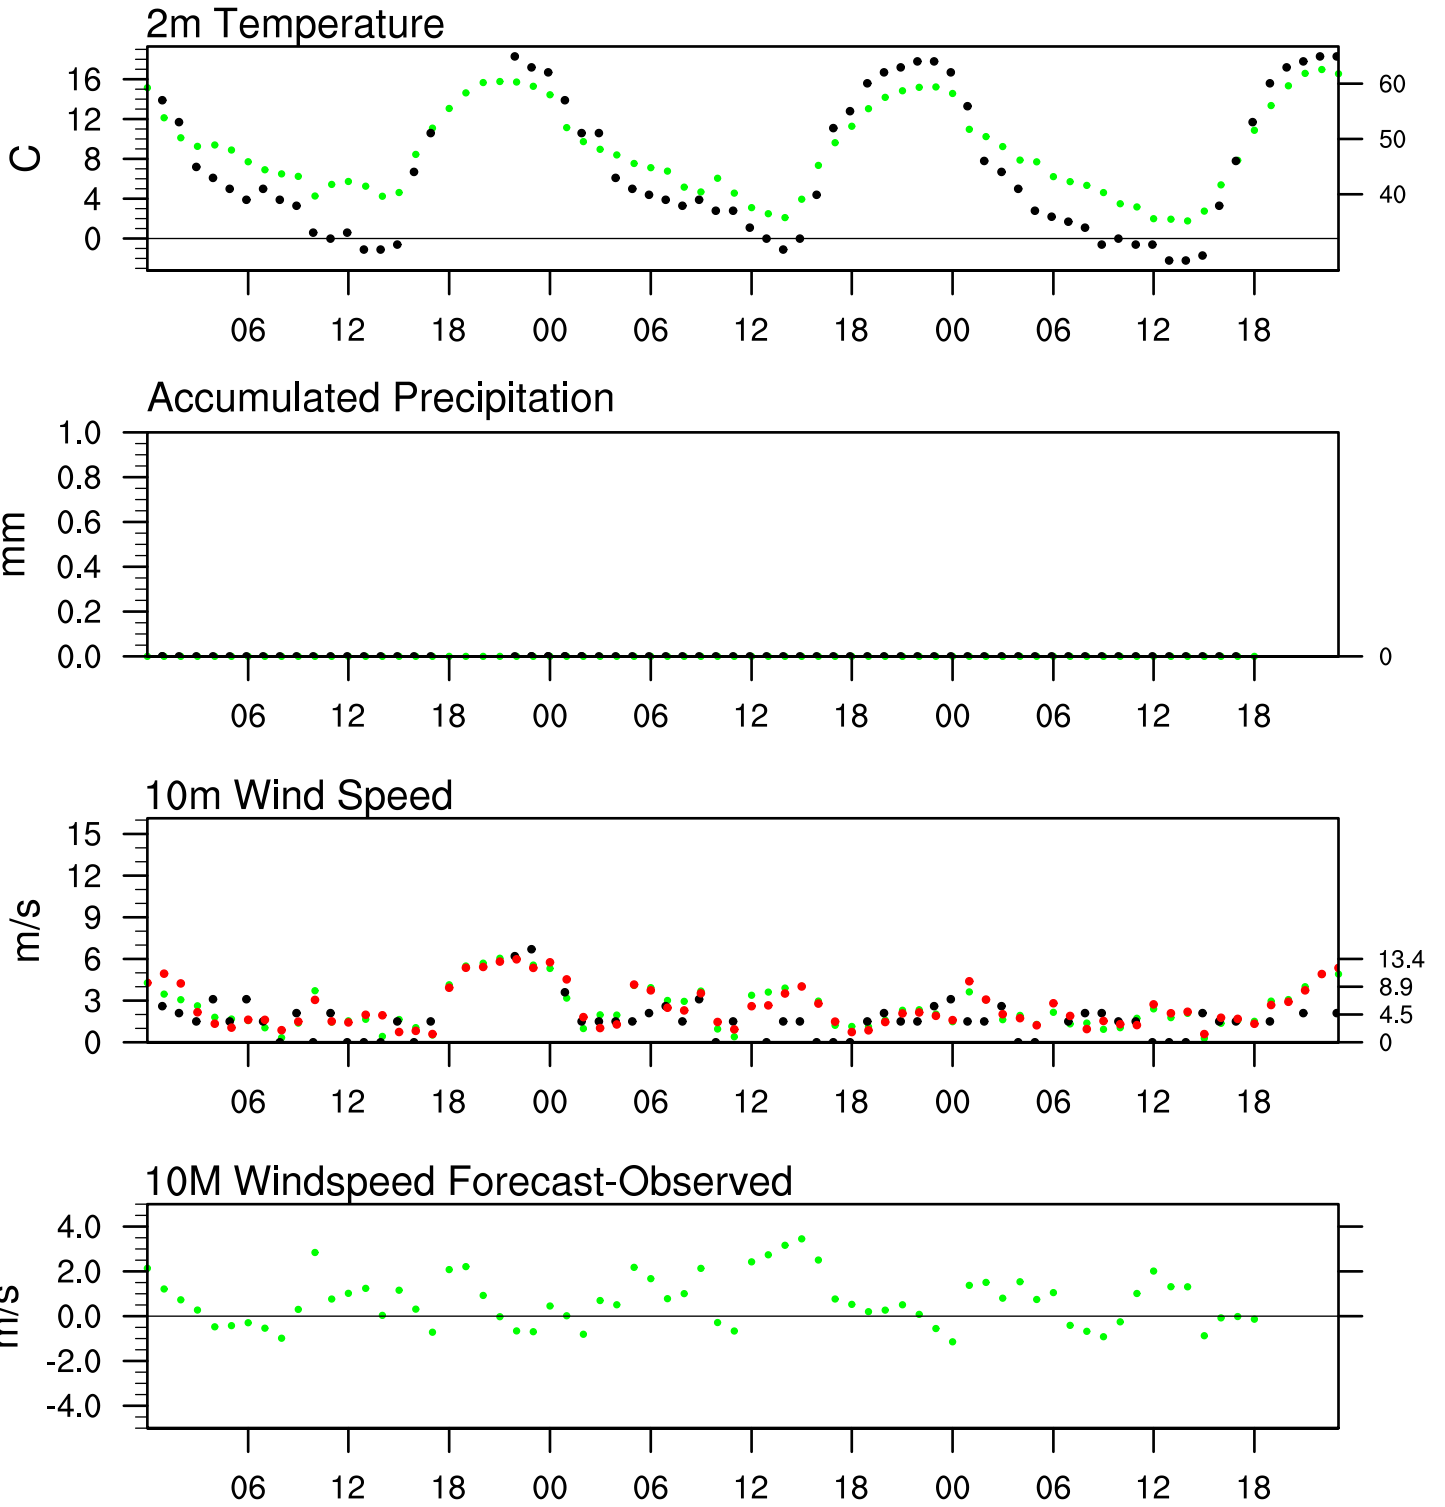 2m Temperature
16
12
8
4
0
C
60
50
40
06 12 18 00 06 12 18 00 06 12 18
Accumulated Precipitation
1.0
0.8
0.6
0.4
0.2
0.0
mm
0
06 12 18 00 06 12 18 00 06 12 18
10m Wind Speed
15
12
9
6
3
0
m/s
13.4
8.9
4.5
0
06 12 18 00 06 12 18 00 06 12 18
10M Windspeed Forecast-Observed
4.0
2.0
0.0
-2.0
-4.0
m/s
06 12 18 00 06 12 18 00 06 12 18